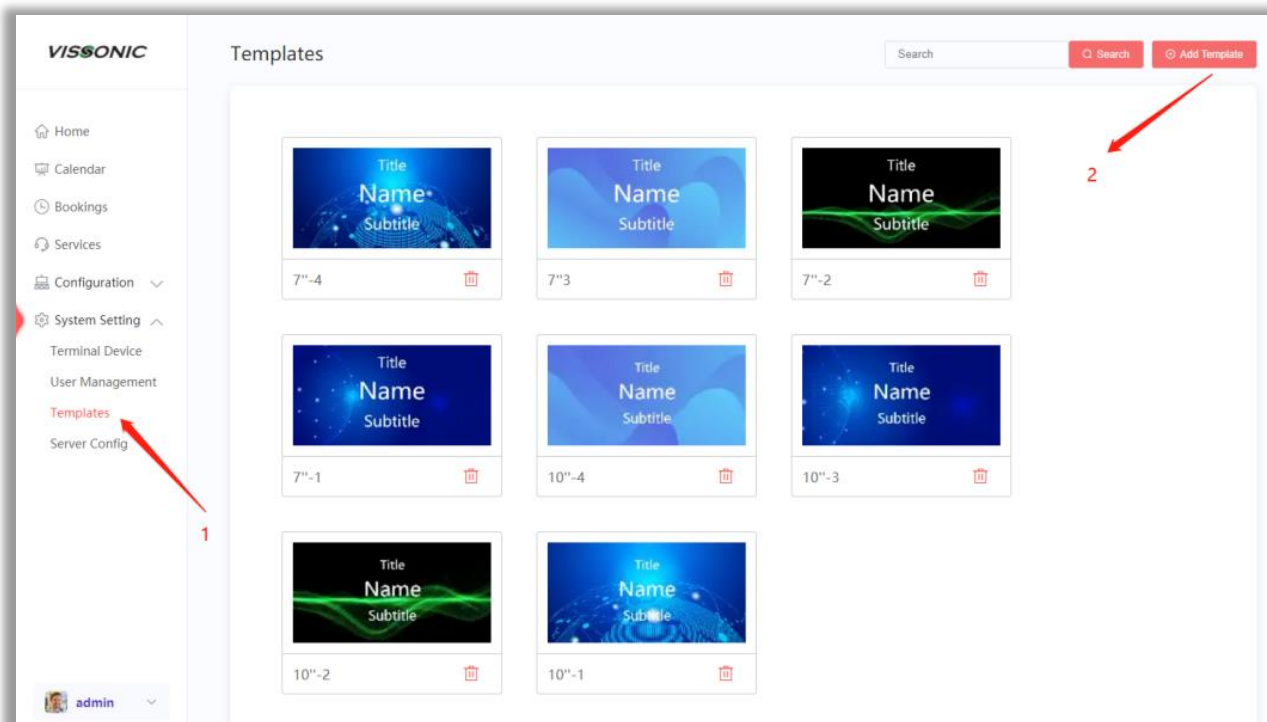 VISSONIC
Templates
Search
Search
Add Template
Home
Calendar
Bookings
Services
Configuration
System Setting
Terminal Device
User Management
Templates
Server Config
1
2
Title
Name
Subtitle
7"-4
Title
Name
Subtitle
7"3
Title
Name
Subtitle
7"-2
Title
Name
Subtitle
7"-1
Title
Name
Subtitle
10"-4
Title
Name
Subtitle
10"-3
Title
Name
Subtitle
10"-2
Title
Name
Subtitle
10"-1
admin